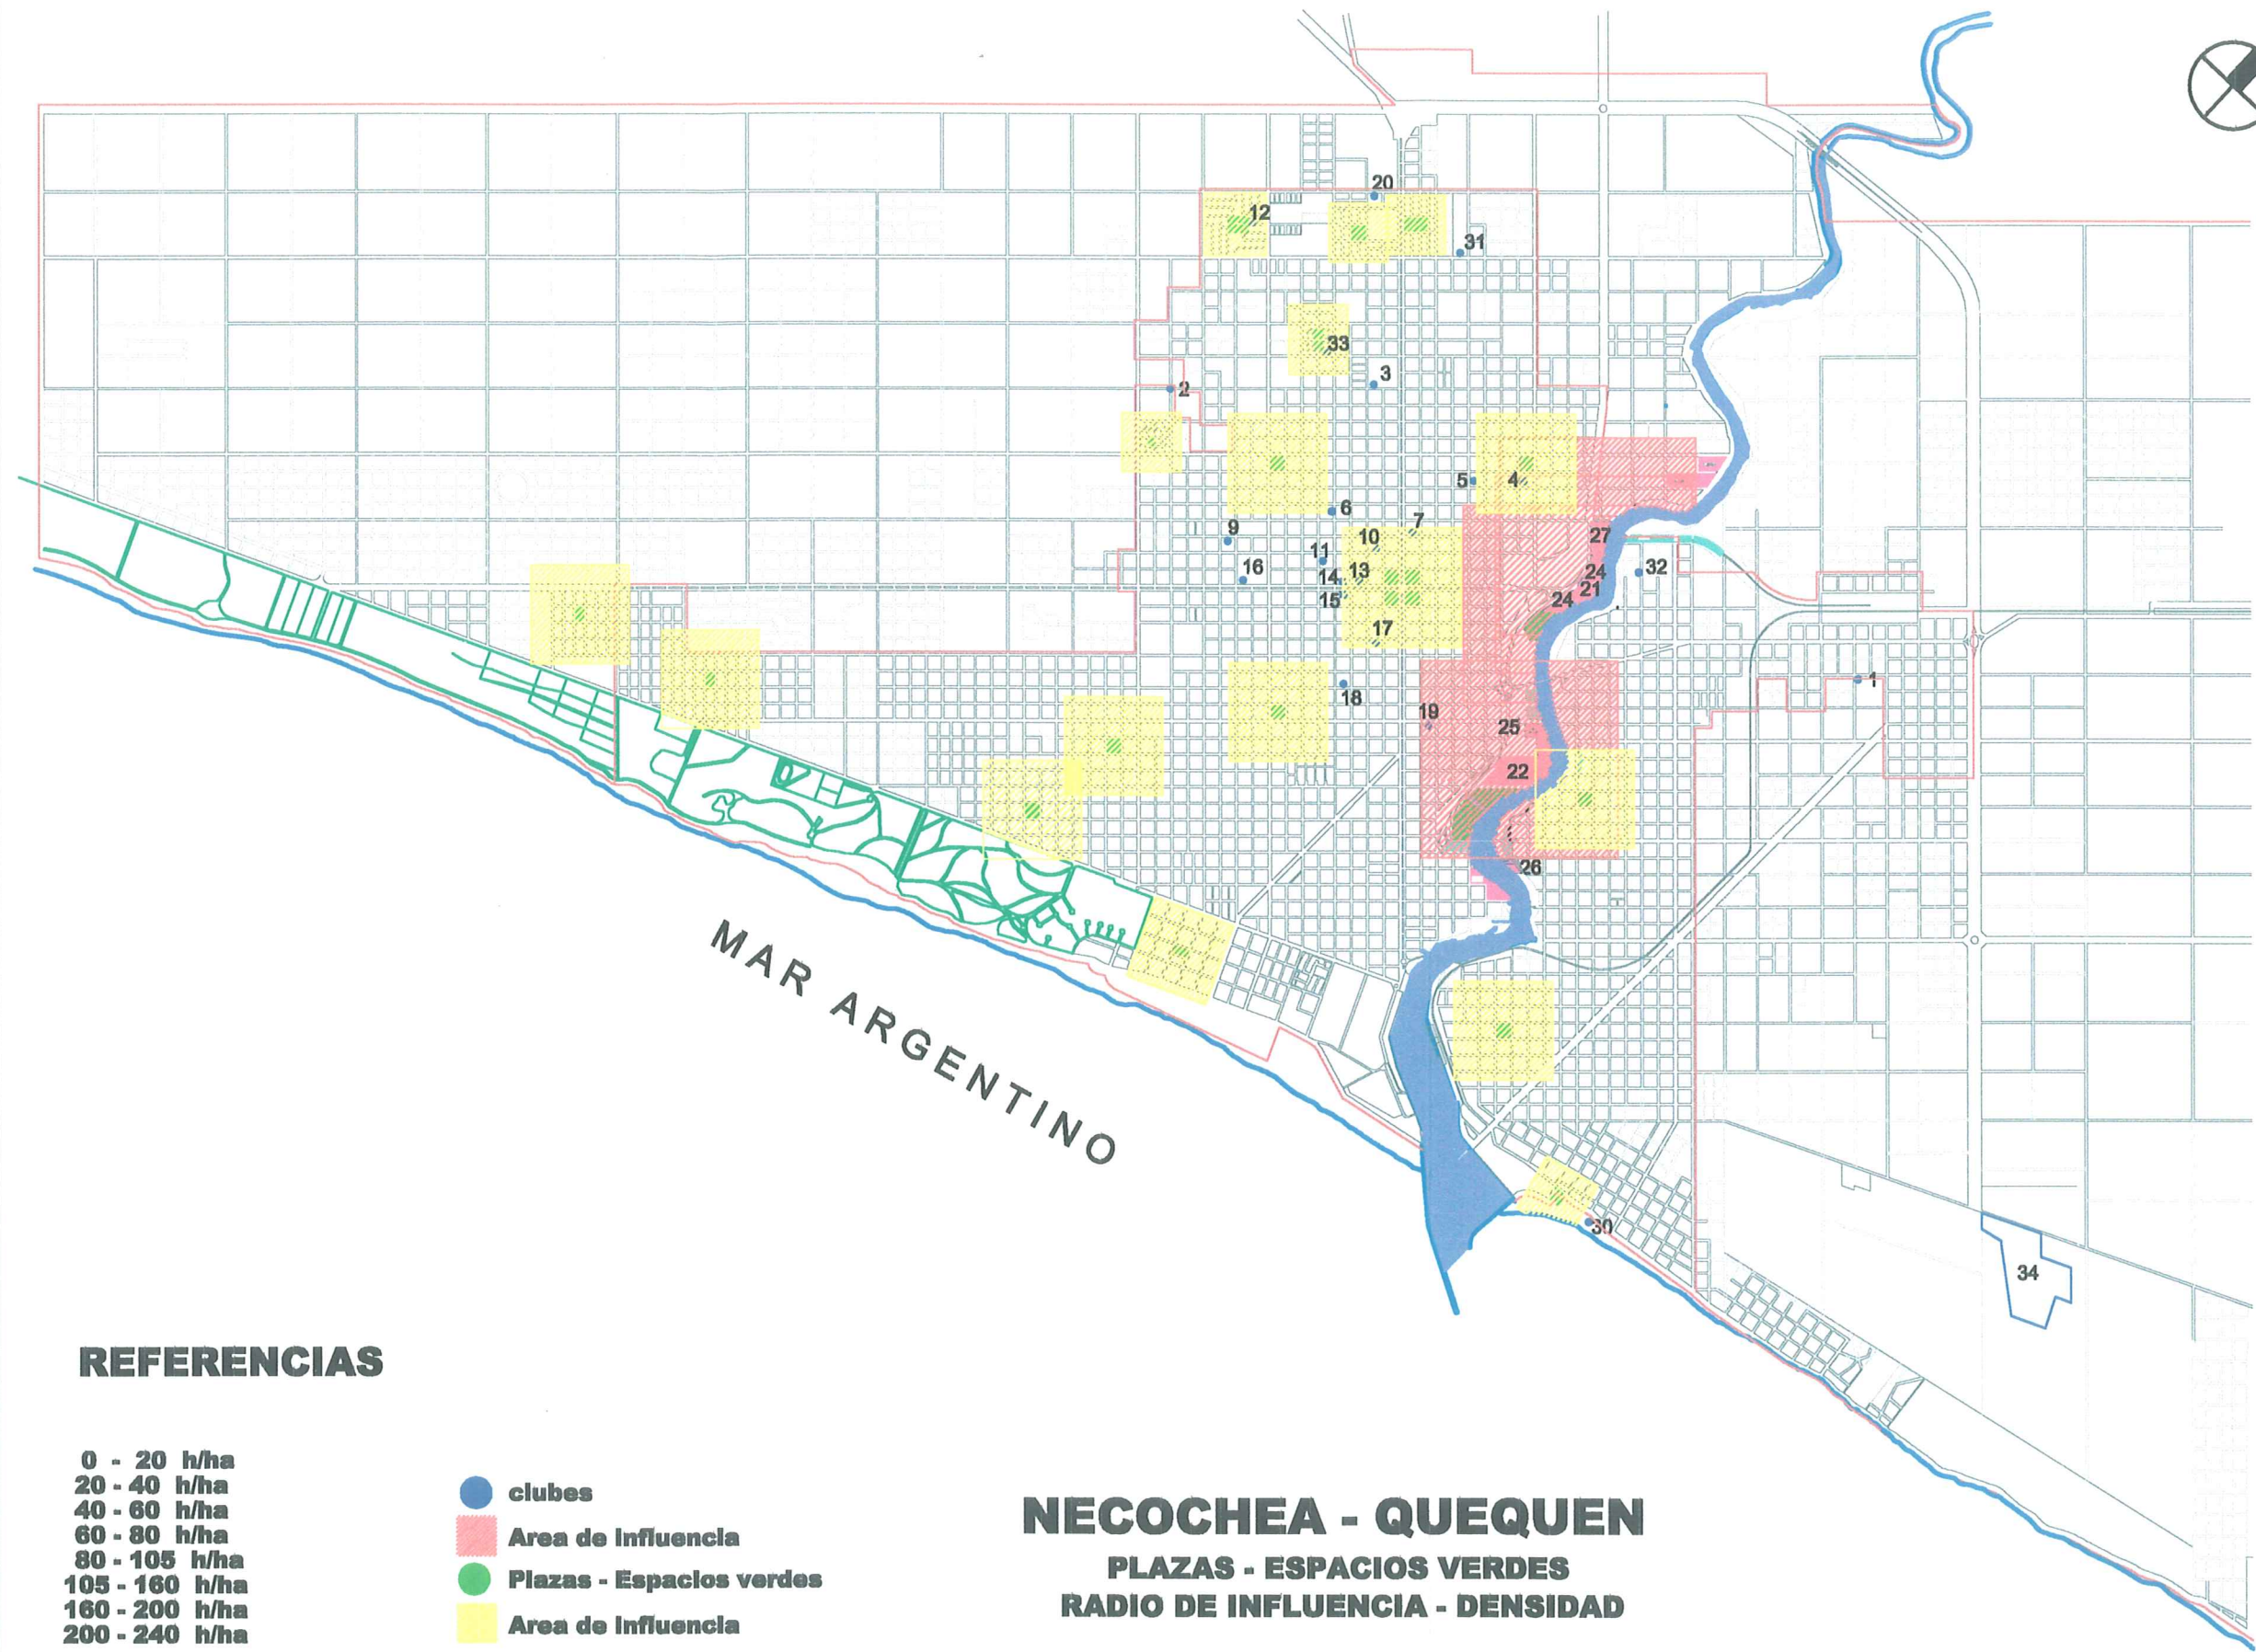 20
12
31
33
3
2
5
4
6
7
9
10
27
11
16
14
13
24
32
15
21
24
17
1
18
19
25
22
26
MAR ARGENTINO
30
34
REFERENCIAS
0 - 20 h/ha
20 - 40 h/ha
40 - 60 h/ha
60 - 80 h/ha
80 - 105 h/ha
105 - 160 h/ha
160 - 200 h/ha
200 - 240 h/ha
clubes
Area de Influencia
Plazas - Espacios verdes
Area de Influencia
NECOCHEA - QUEQUEN
PLAZAS - ESPACIOS VERDES
RADIO DE INFLUENCIA - DENSIDAD